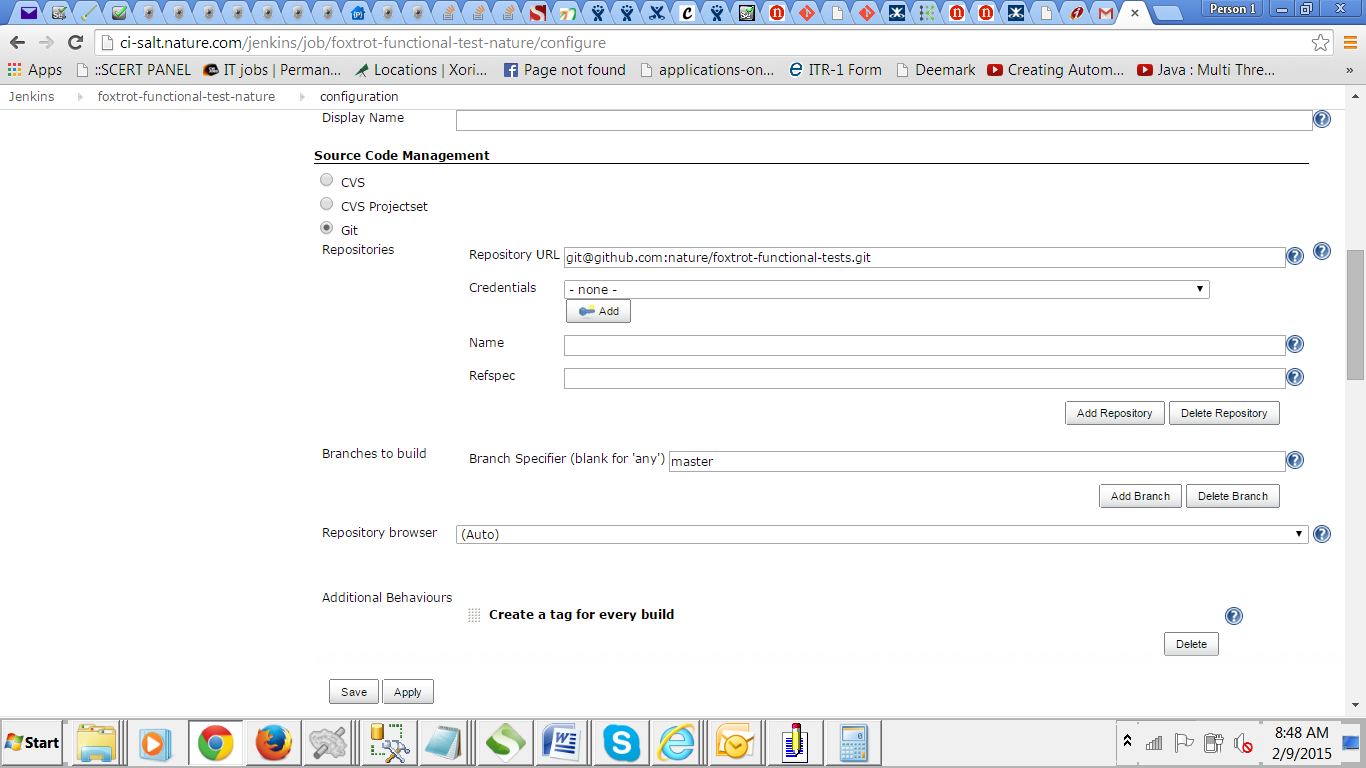 Person 1
ci-salt.nature.com/jenkins/job/foxtrot-functional-test-nature/configure
Apps ::SCERT PANEL IT jobs | Perman... Locations | Xori... Page not found applications-on... ITR-1 Form Deemark Creating Autom... Java : Multi Thre... »
Jenkins foxtrot-functional-test-nature configuration
Display Name
Source Code Management
CVS
CVS Projectset
Git
Repositories Repository URL git@github.com:nature/foxtrot-functional-tests.git
Credentials - none -
Add
Name
Refspec
Add Repository Delete Repository
Branches to build Branch Specifier (blank for 'any') master
Add Branch Delete Branch
Repository browser (Auto)
Additional Behaviours
Create a tag for every build
Delete
Save Apply
Start 8:48 AM
2/9/2015